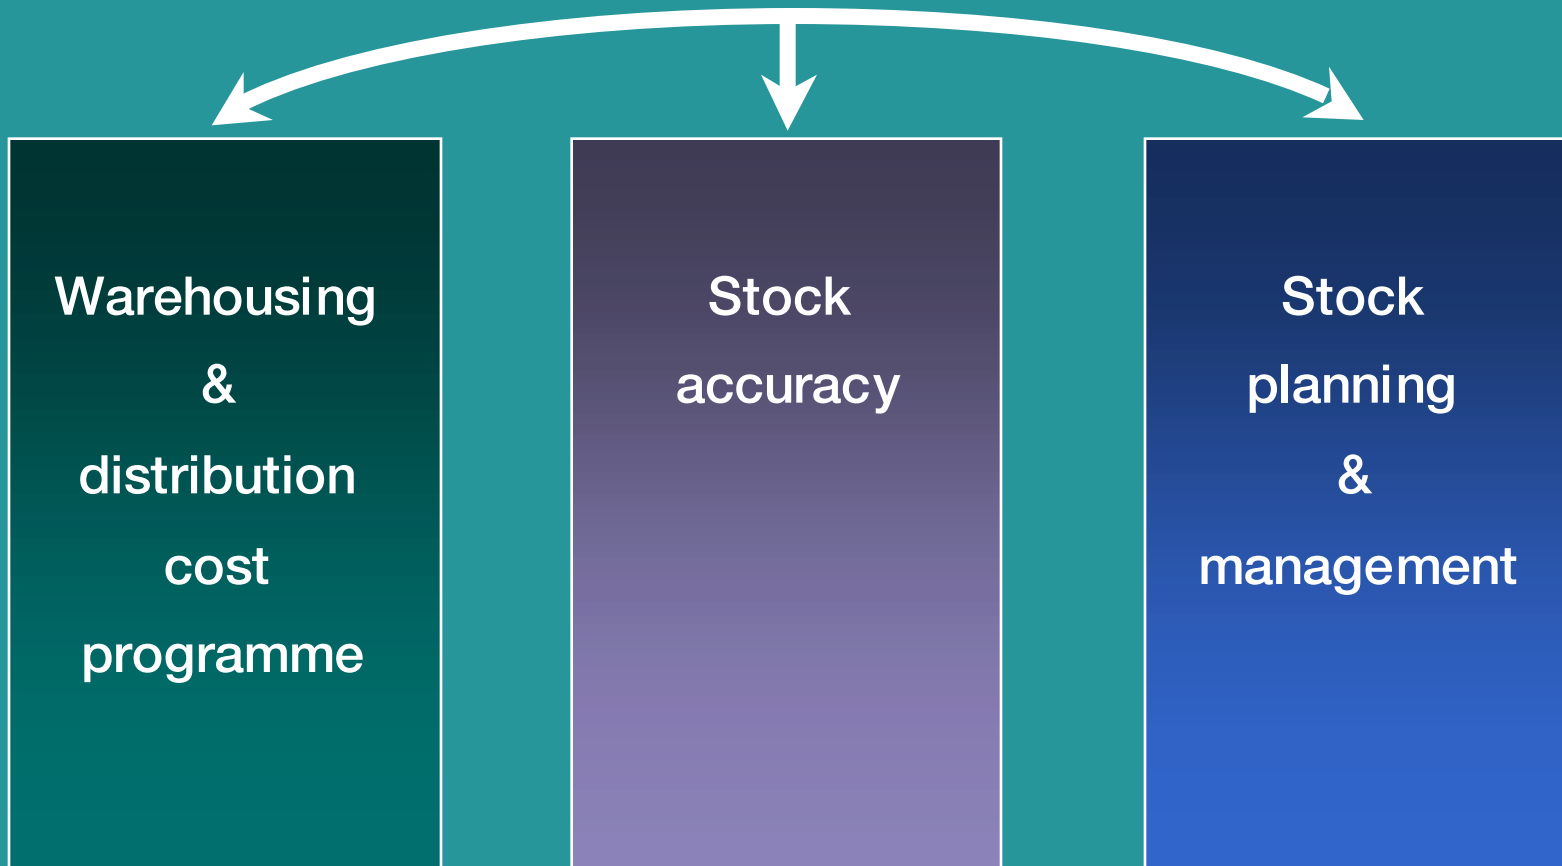 Warehousing
&
distribution
cost
programme
Stock
accuracy
Stock
planning
&
management